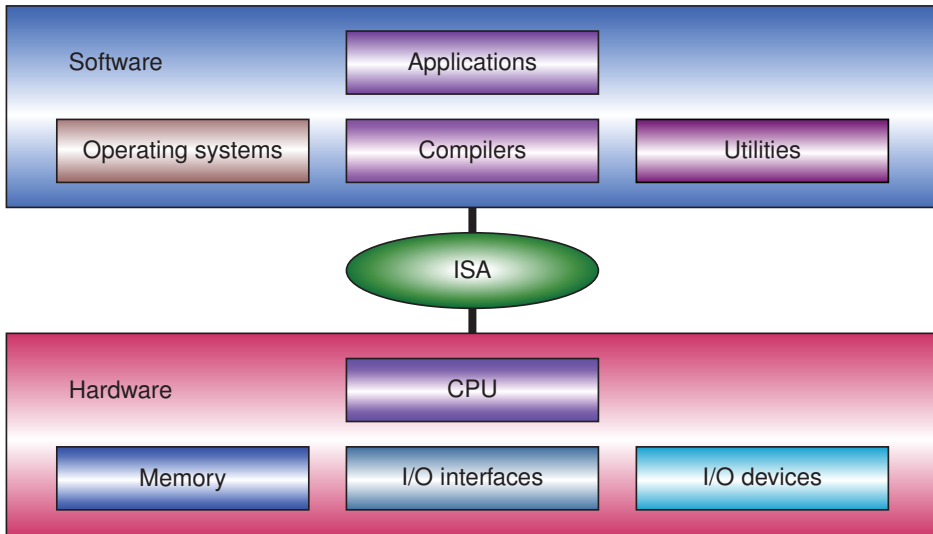 Software
Applications
Operating systems
Compilers
Utilities
ISA
Hardware
CPU
Memory
I/O interfaces
I/O devices